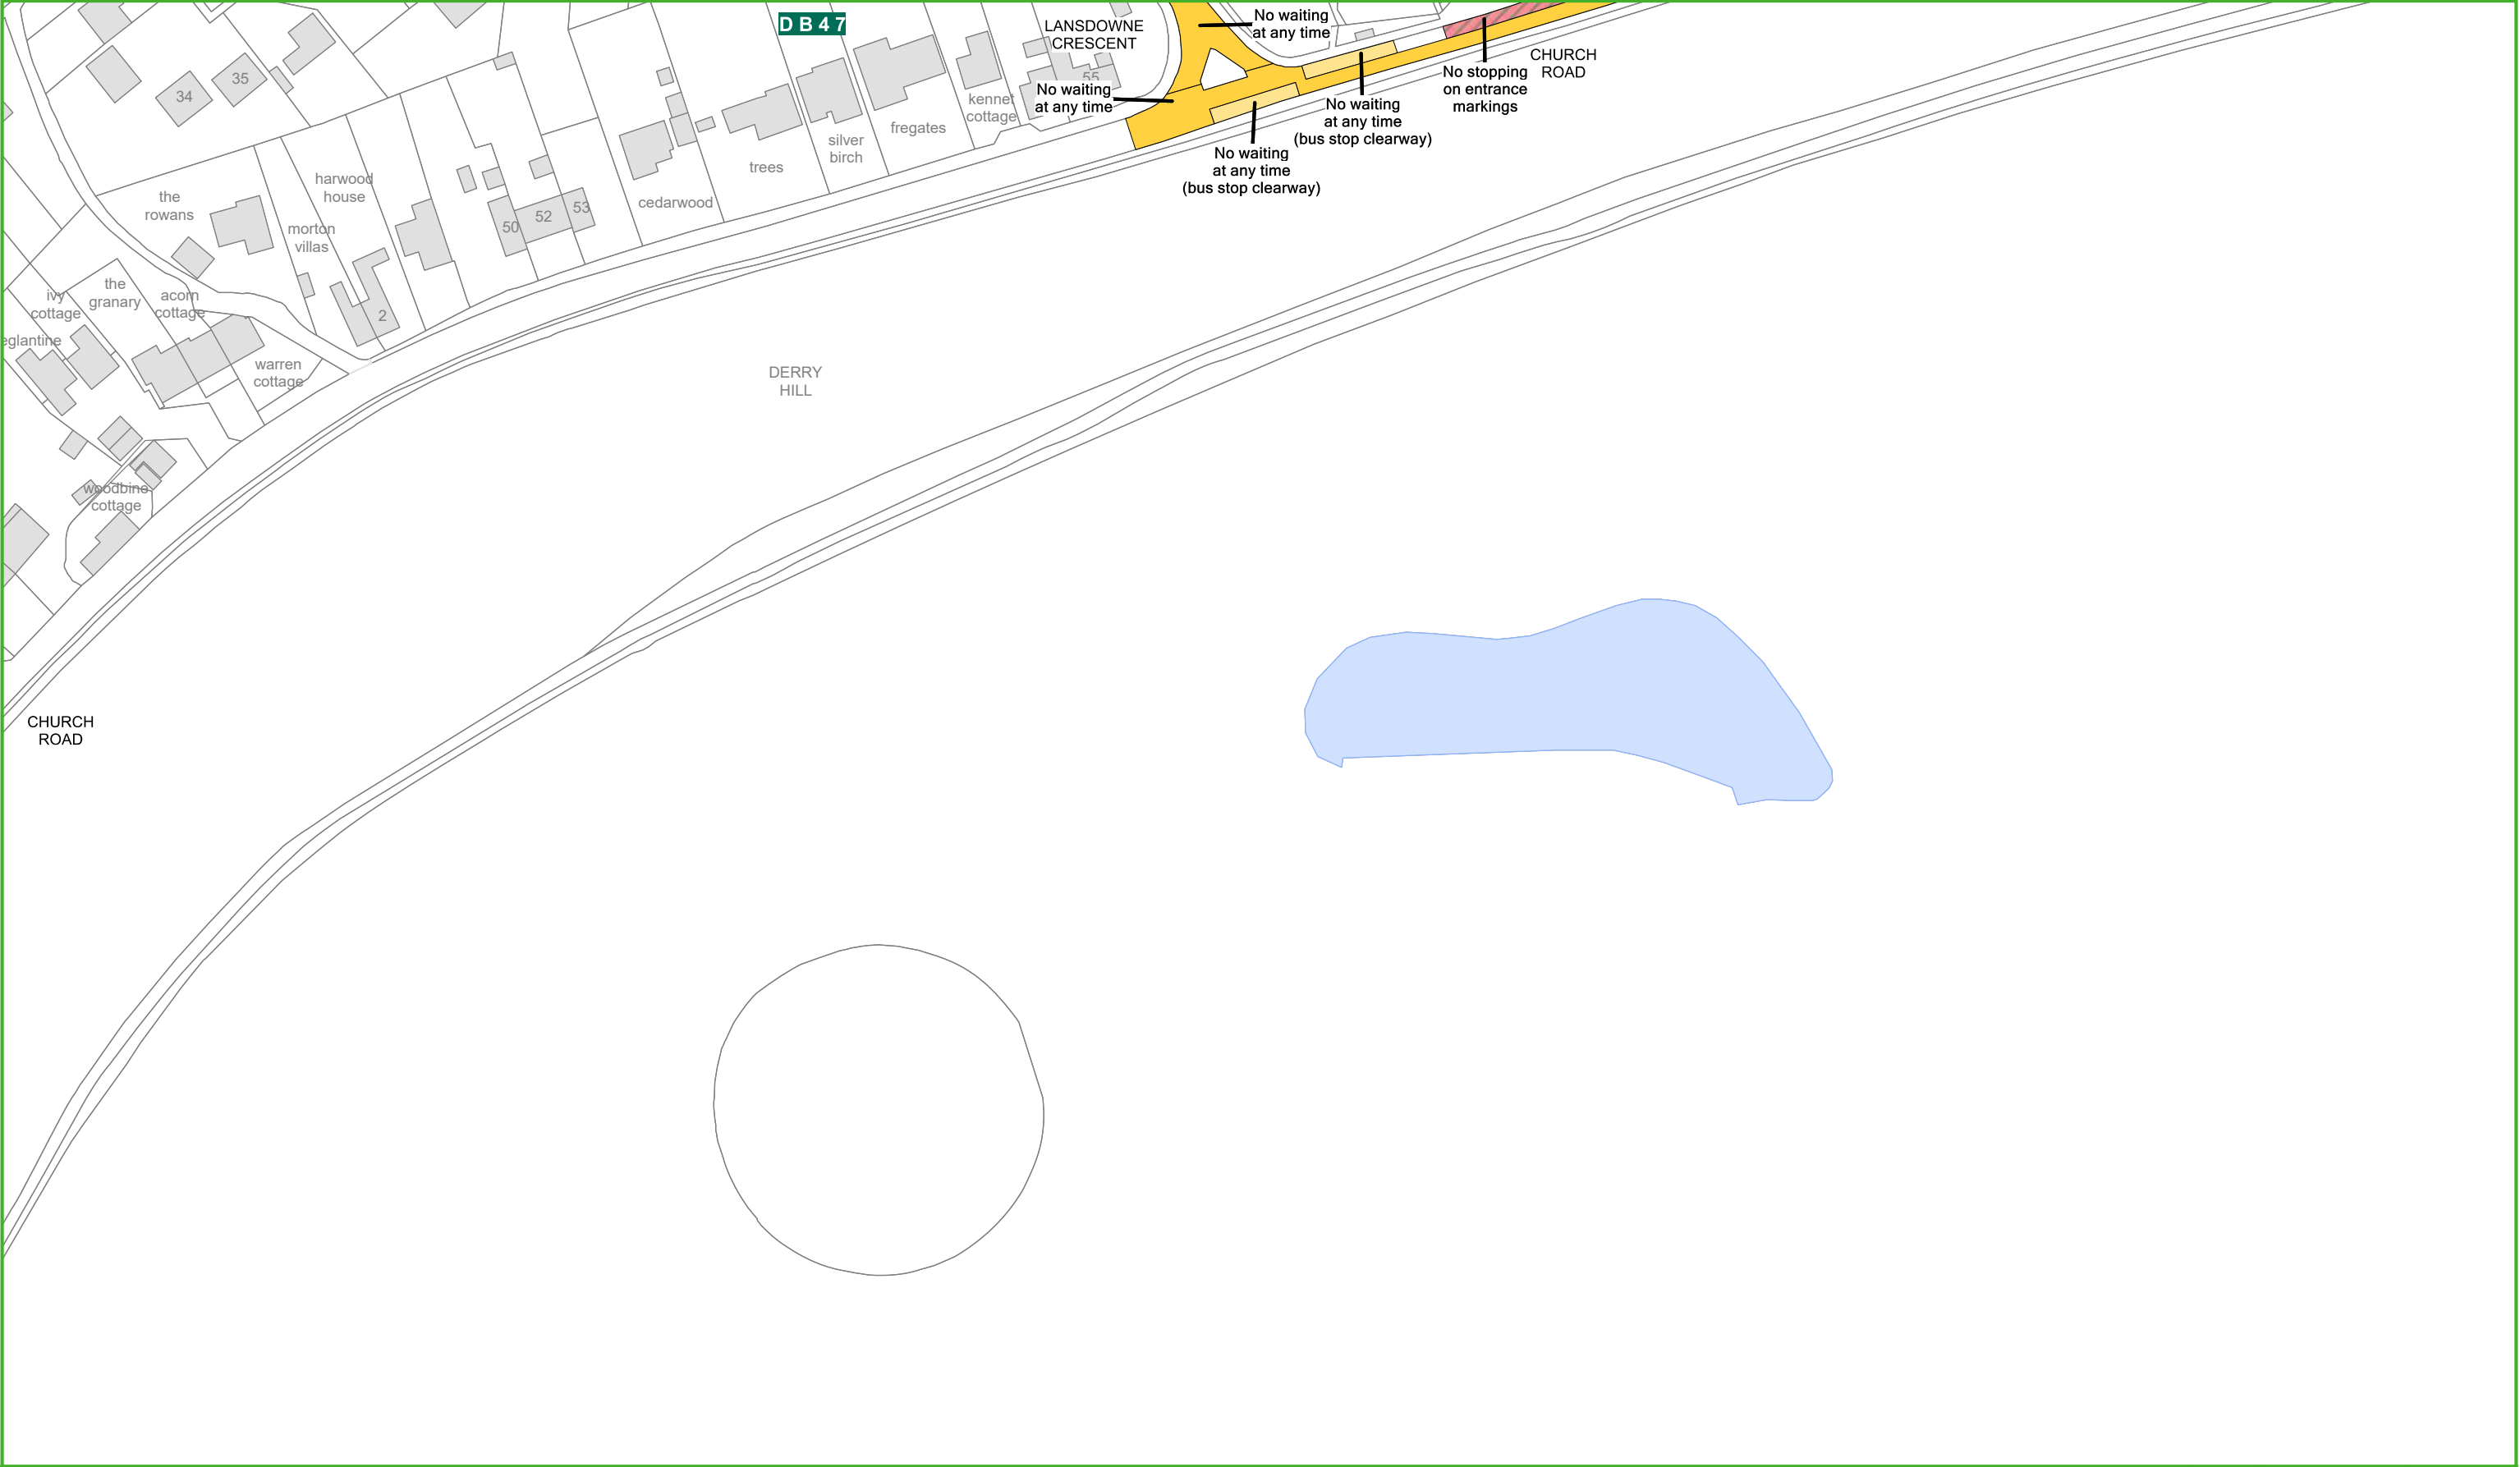 D B 4 7
LANSDOWNE
CRESCENT
No waiting
at any time
CHURCH
ROAD
No stopping
on entrance
markings
No waiting
at any time
No waiting
at any time
(bus stop clearway)
No waiting
at any time
(bus stop clearway)
34
35
55
kennet
cottage
fregates
silver
birch
trees
cedarwood
53
52
50
harwood
house
the
rowans
morton
villas
2
the
granary
acorn
cottage
ivy
cottage
eglantine
warren
cottage
DERRY
HILL
woodbine
cottage
CHURCH
ROAD